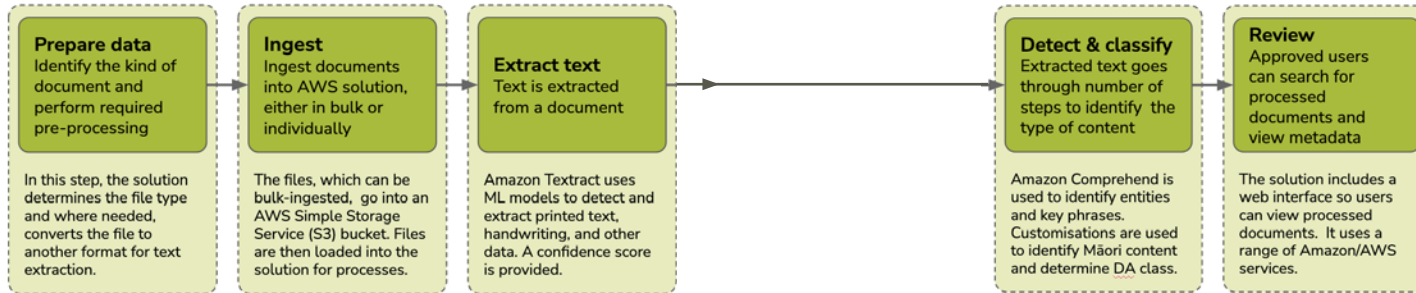 Prepare data
Identify the kind of
document and
perform required
pre-processing
In this step, the solution
determines the file type
and where needed,
converts the file to
another format for text
extraction.
Ingest
Ingest documents
into AWS solution,
either in bulk or
individually
The files, which can be
bulk-ingested, go into an
AWS Simple Storage
Service (S3) bucket. Files
are then loaded into the
solution for processes.
Extract text
Text is extracted
from a document
Amazon Textract uses
ML models to detect and
extract printed text,
handwriting, and other
data. A confidence score
is provided.
Detect & classify
Extracted text goes
through number of
steps to identify the
type of content
Amazon Comprehend is
used to identify entities
and key phrases.
Customisations are used
to identify Māori content
and determine DA class.
Review
Approved users
can search for
processed
documents and
view metadata
The solution includes a
web interface so users
can view processed
documents. It uses a
range of Amazon/AWS
services.